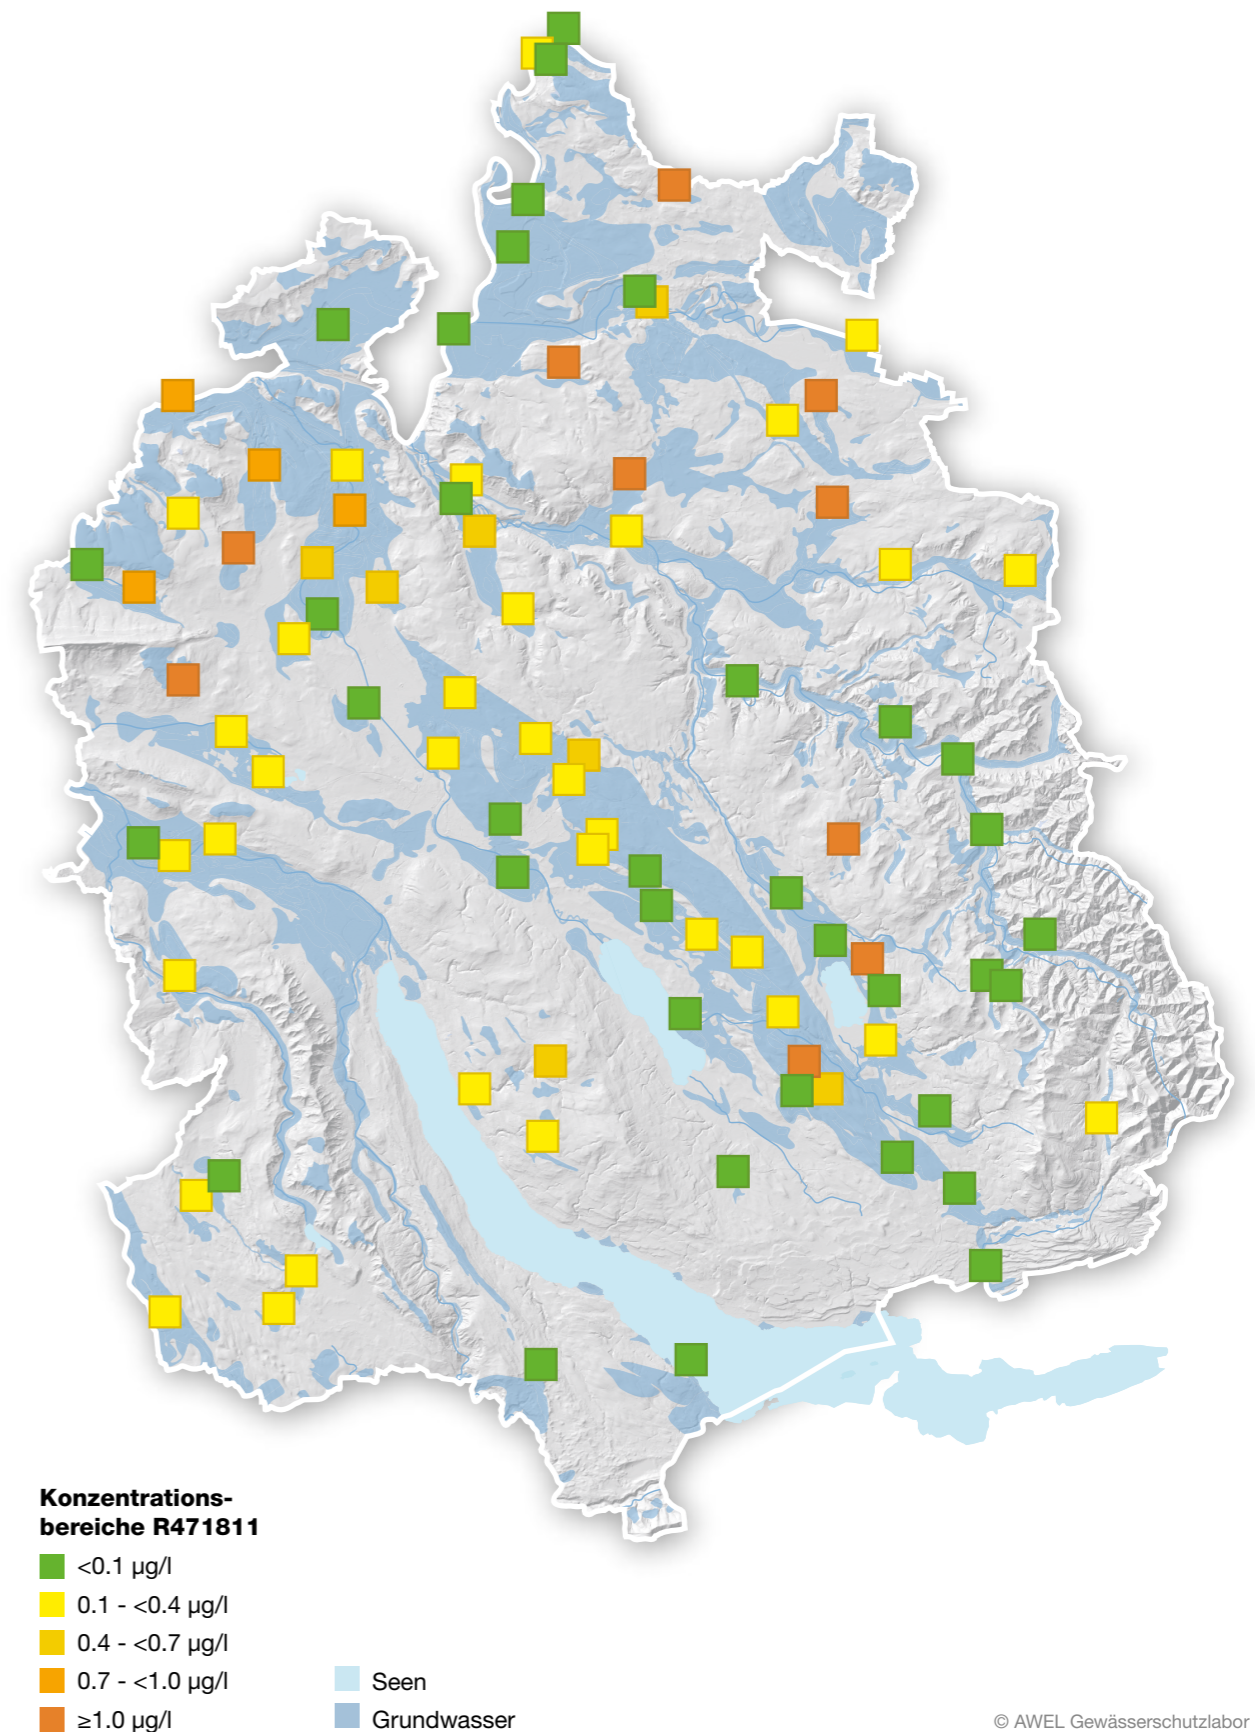 Konzentrations-
bereiche R471811
<0.1 µg/l
0.1 - <0.4 µg/l
0.4 - <0.7 µg/l
0.7 - <1.0 µg/l
≥1.0 µg/l
Seen
Grundwasser
© AWEL Gewässerschutzlabor